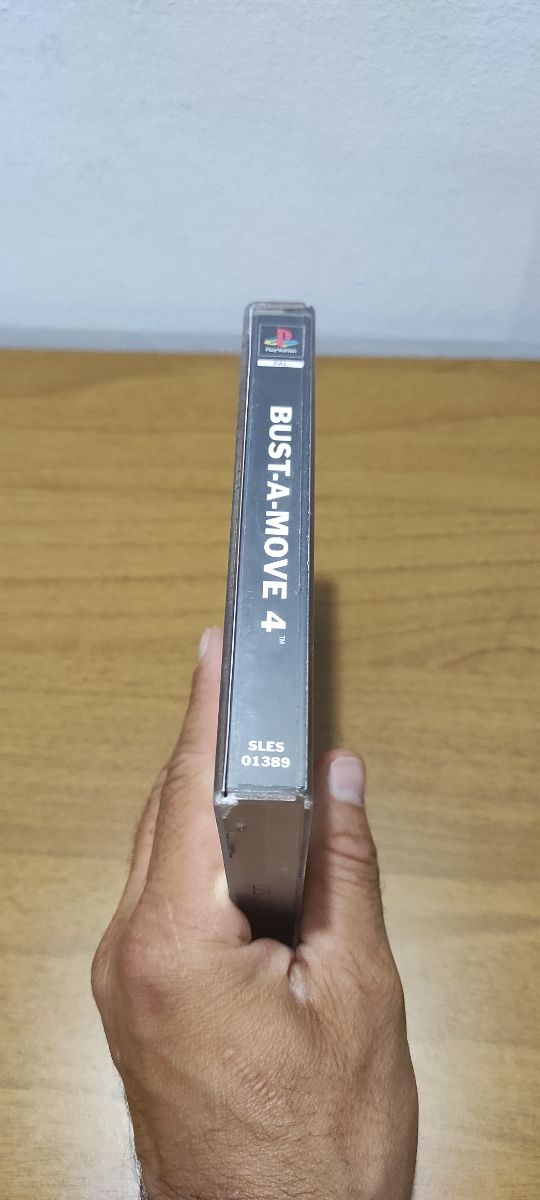 PlayStation
PAL
BUST-A-MOVE 4™
SLES
01389